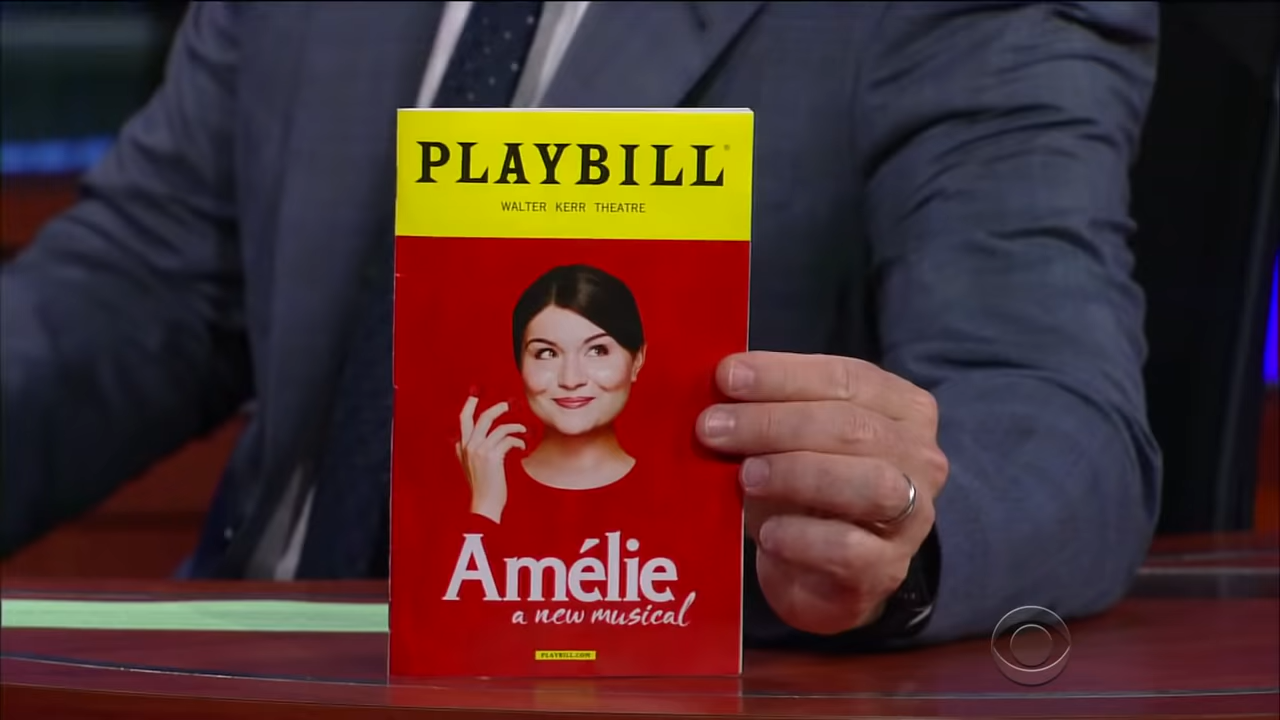 PLAYBILL®
WALTER KERR THEATRE
Amélie
a new musical
PLAYBILL.COM